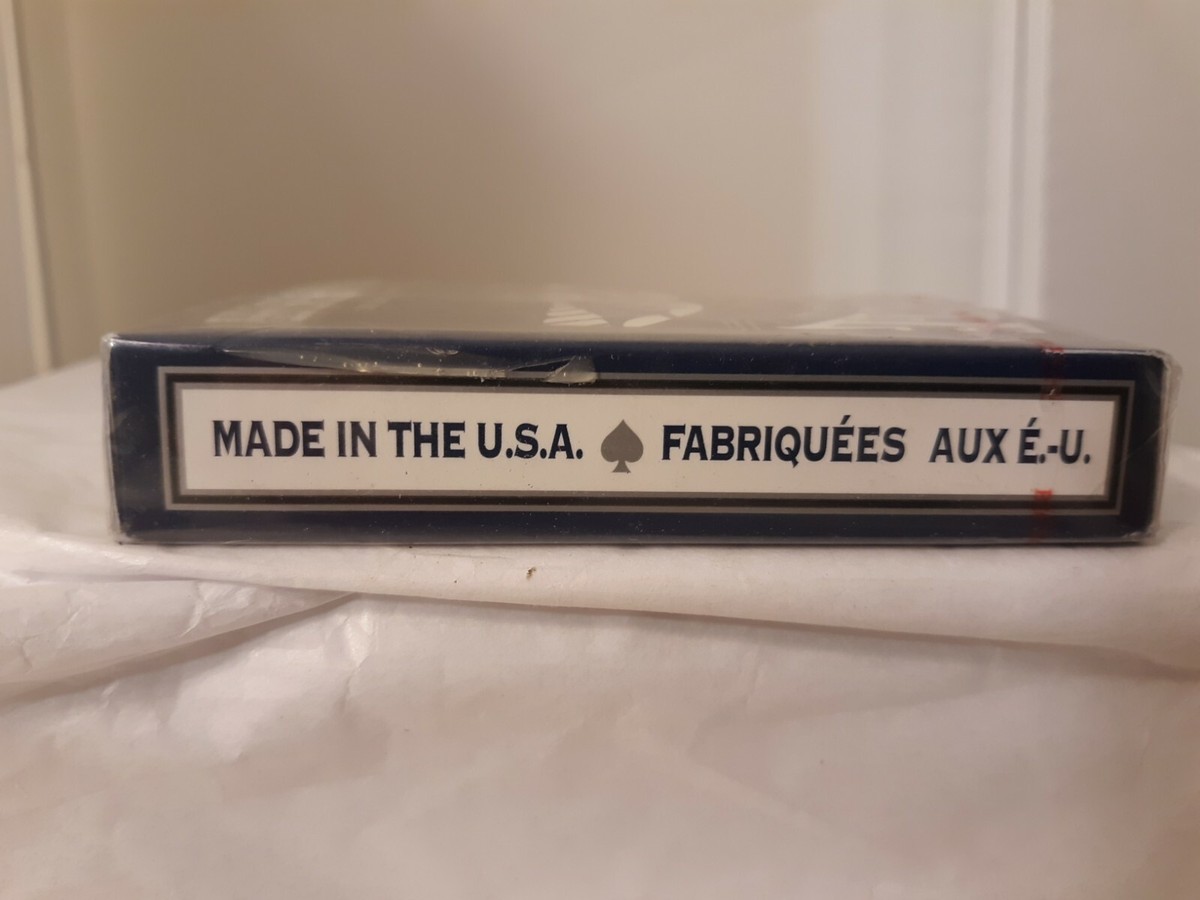 MADE IN THE U.S.A. ♠ FABRIQUÉES AUX É.-U.